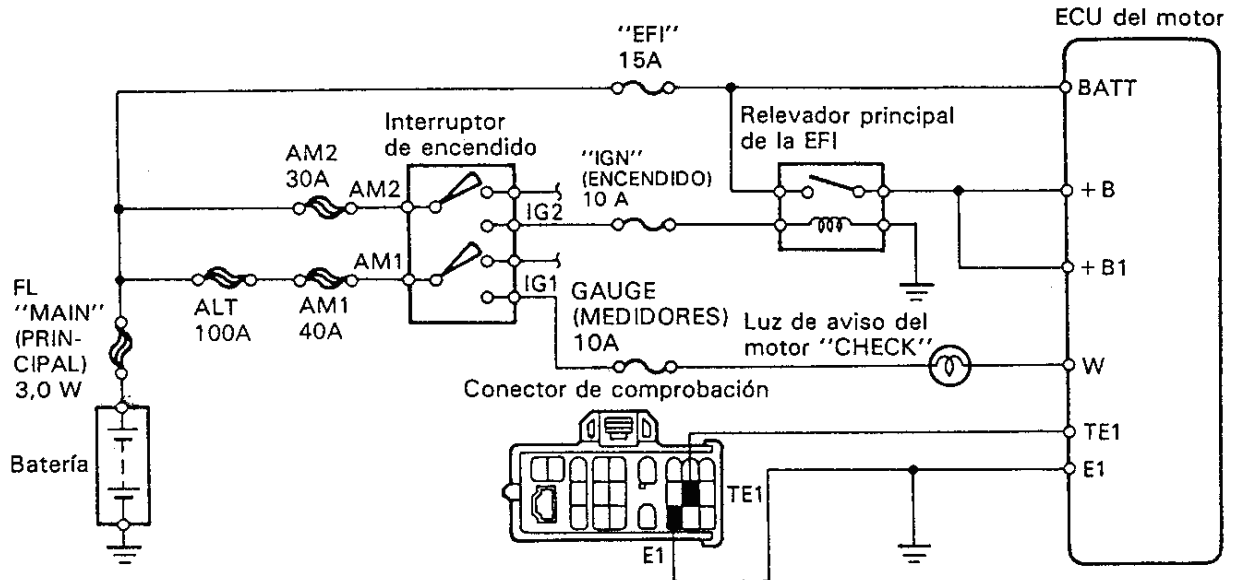 ECU del motor
"EFI"
15A
BATT
Relevador principal
de la EFI
Interruptor
de encendido
"IGN"
(ENCENDIDO)
10 A
AM2
30A
AM2
IG2
+B
AM1
IG1
+B1
FL
"MAIN"
(PRIN-
CIPAL)
3,0 W
ALT
100A
AM1
40A
GAUGE
(MEDIDORES)
10A
Luz de aviso del
motor "CHECK"
W
Conector de comprobación
TE1
Batería
TE1
E1
E1